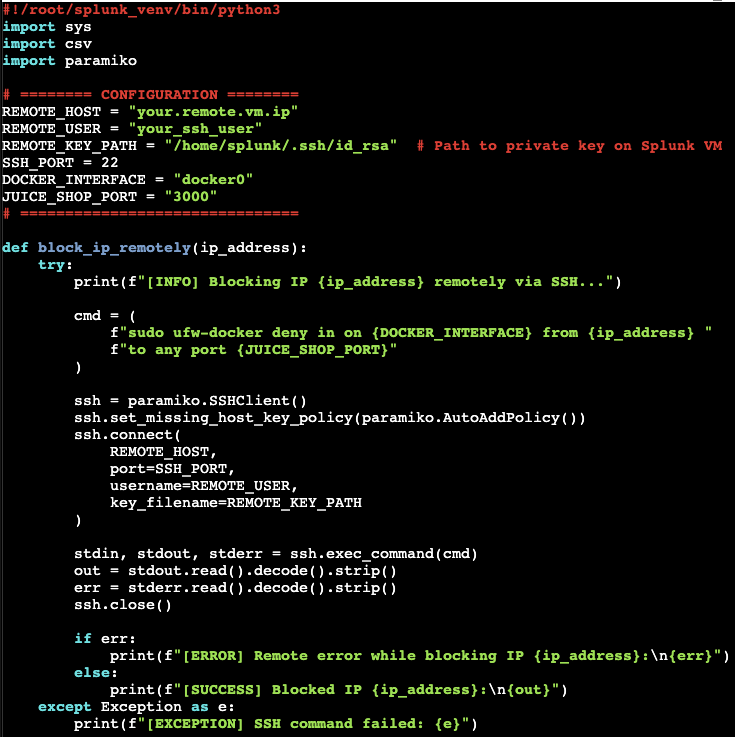 #!/root/splunk_venv/bin/python3
import sys
import csv
import paramiko

# ======== CONFIGURATION ========
REMOTE_HOST = "your.remote.vm.ip"
REMOTE_USER = "your_ssh_user"
REMOTE_KEY_PATH = "/home/splunk/.ssh/id_rsa"  # Path to private key on Splunk VM
SSH_PORT = 22
DOCKER_INTERFACE = "docker0"
JUICE_SHOP_PORT = "3000"
# ===============================

def block_ip_remotely(ip_address):
    try:
        print(f"[INFO] Blocking IP {ip_address} remotely via SSH...")

        cmd = (
            f"sudo ufw-docker deny in on {DOCKER_INTERFACE} from {ip_address} "
            f"to any port {JUICE_SHOP_PORT}"
        )

        ssh = paramiko.SSHClient()
        ssh.set_missing_host_key_policy(paramiko.AutoAddPolicy())
        ssh.connect(
            REMOTE_HOST,
            port=SSH_PORT,
            username=REMOTE_USER,
            key_filename=REMOTE_KEY_PATH
        )

        stdin, stdout, stderr = ssh.exec_command(cmd)
        out = stdout.read().decode().strip()
        err = stderr.read().decode().strip()
        ssh.close()

        if err:
            print(f"[ERROR] Remote error while blocking IP {ip_address}:\n{err}")
        else:
            print(f"[SUCCESS] Blocked IP {ip_address}:\n{out}")
    except Exception as e:
        print(f"[EXCEPTION] SSH command failed: {e}")